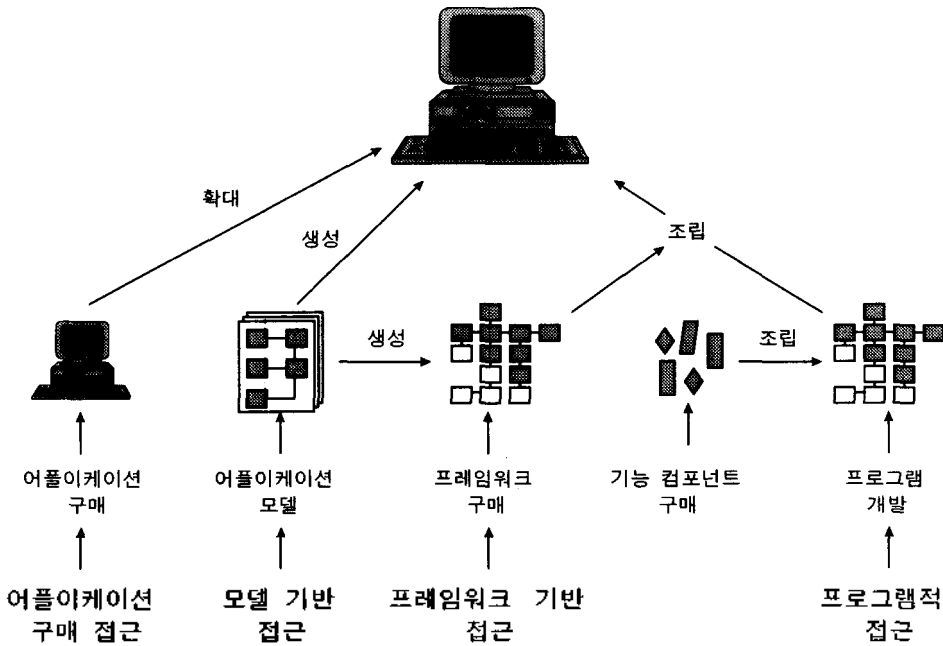 확대
생성
조립
생성
조립
어플이케이션
구매
어플이케이션
모델
프레임워크
구매
기능 컴포넌트
구매
프로그램
개발
어플이케이션
구매 접근
모델 기반
접근
프레임워크 기반
접근
프로그램적
접근